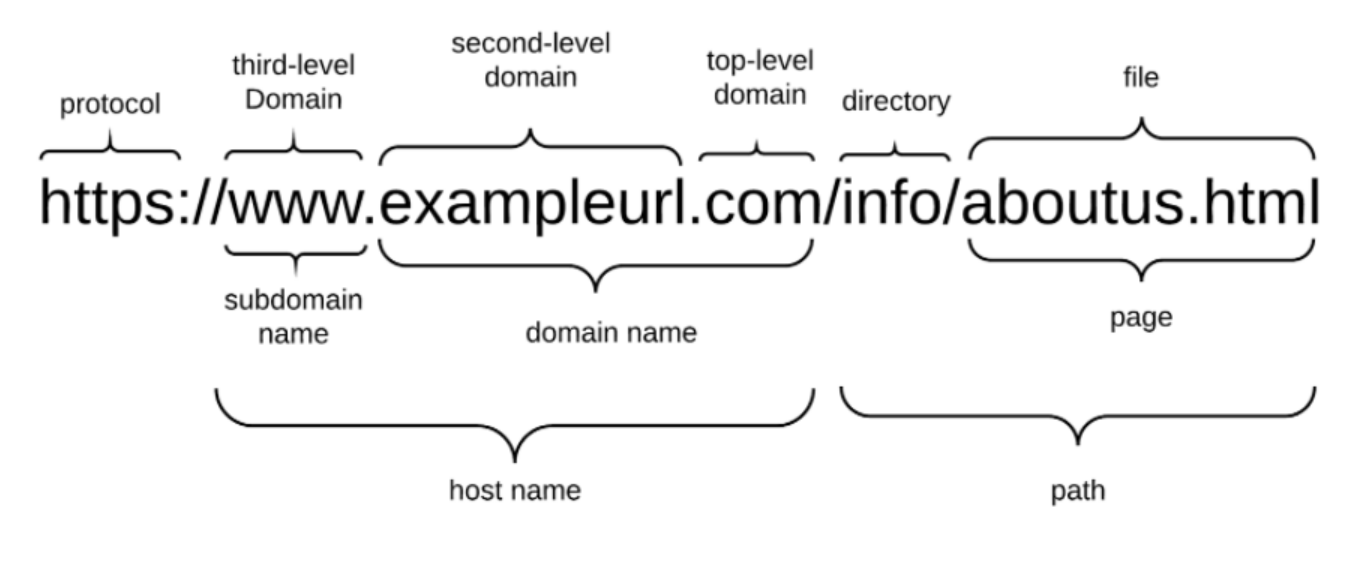 protocol
third-level
Domain
second-level
domain
top-level
domain
directory
file
https://www.exampleurl.com/info/aboutus.html
subdomain
name
domain name
page
host name
path